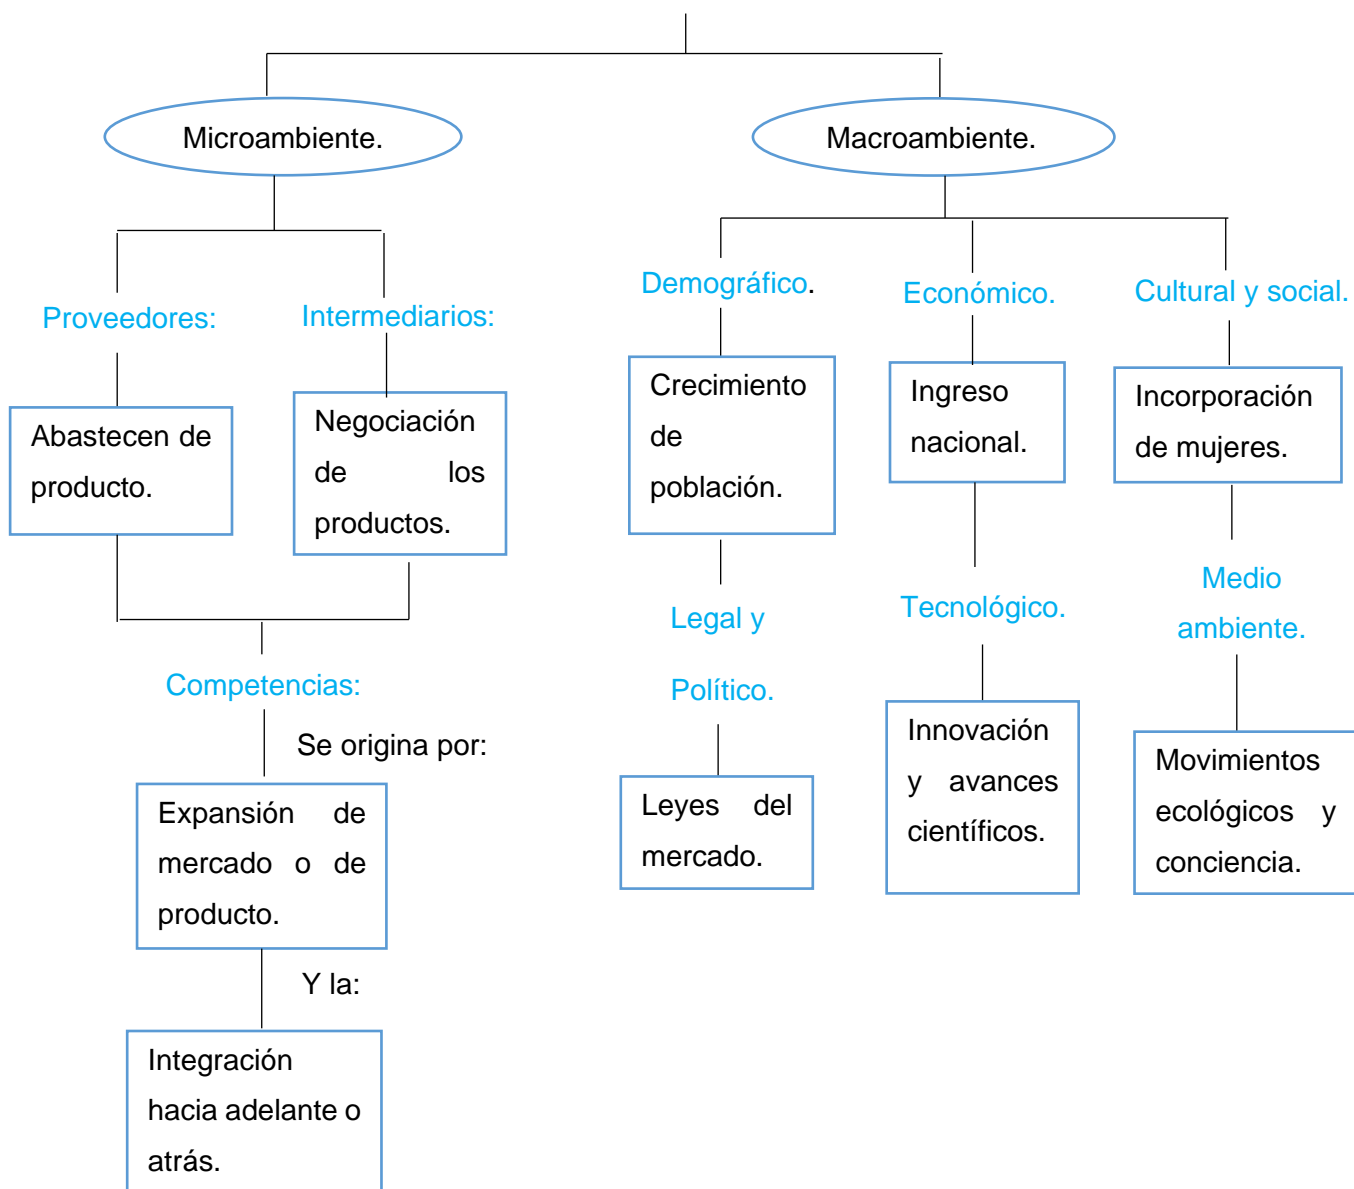 Microambiente.
Macroambiente.
Proveedores:
Intermediarios:
Abastecen de
producto.
Negociación
de los
productos.
Competencias:
Se origina por:
Expansión de
mercado o de
producto.
Y la:
Integración
hacia adelante o
atrás.
Demográfico.
Económico.
Cultural y social.
Crecimiento
de
población.
Ingreso
nacional.
Incorporación
de mujeres.
Legal y
Político.
Tecnológico.
Medio
ambiente.
Leyes del
mercado.
Innovación
y avances
científicos.
Movimientos
ecológicos y
conciencia.